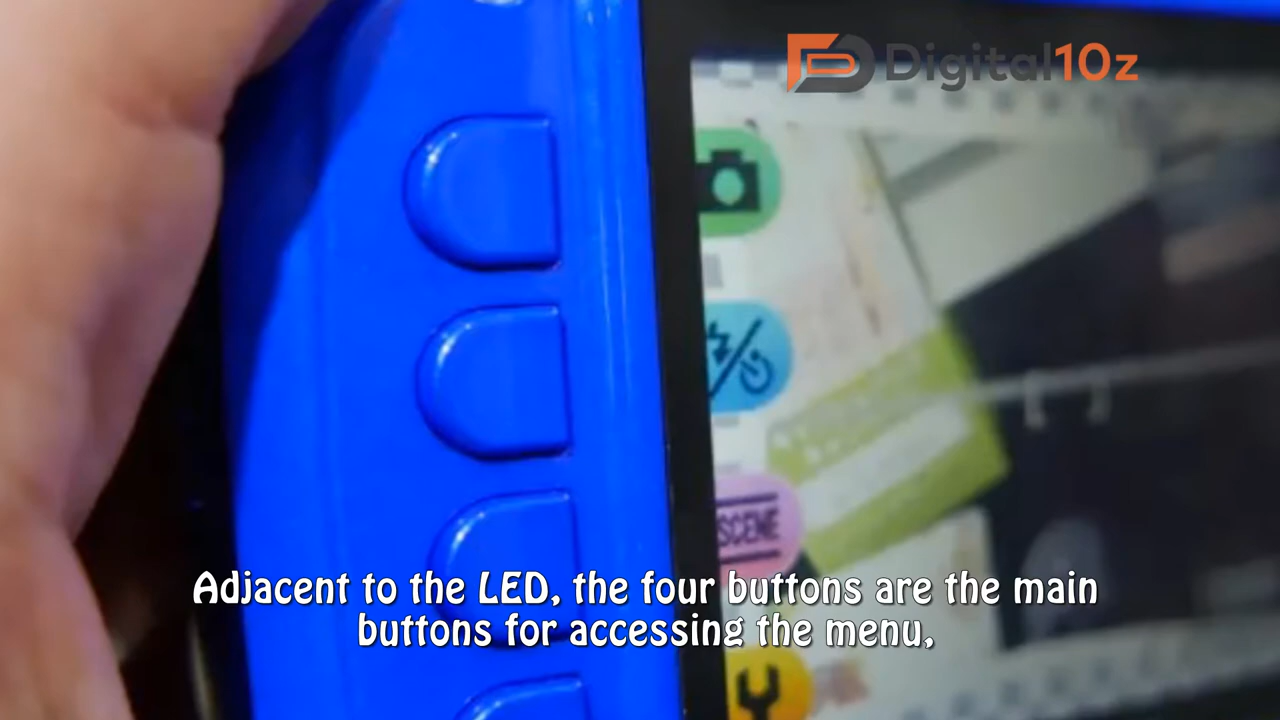 Digital10z
SCENE
Adjacent to the LED, the four buttons are the main
buttons for accessing the menu,